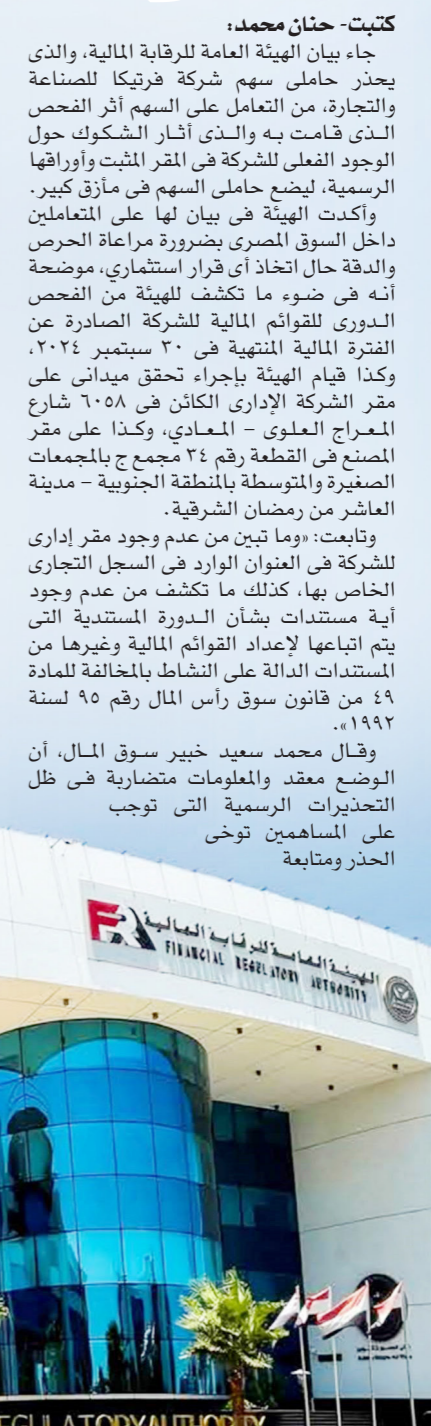 كتبت- حنان محمد:
جاء بيان الهيئة العامة للرقابة المالية، والذى
يحذر حاملى سهم شركة فرتيكا للصناعة
والتجارة، من التعامل على السهم أثر الفحص
الذى قامت به والذى أثار الشكوك حول
الوجود الفعلى للشركة فى المقر المثبت وأوراقها
الرسمية، ليضع حاملى السهم فى مأزق كبير.
وأكدت الهيئة فى بيان لها على المتعاملين
داخل السوق المصرى بضرورة مراعاة الحرص
والدقة حال اتخاذ أى قرار استثماري، موضحة
أنه فى ضوء ما تكشف للهيئة من الفحص
الدورى للقوائم المالية للشركة الصادرة عن
الفترة المالية المنتهية فى ٣٠ سبتمبر ٢٠٢٤،
وكذا قيام الهيئة بإجراء تحقق ميدانى على
مقر الشركة الإدارى الكائن فى ٦٠٥٨ شارع
المعراج العلوى – المعادي، وكذا على مقر
المصنع فى القطعة رقم ٣٤ مجمع ج بالمجمعات
الصغيرة والمتوسطة بالمنطقة الجنوبية – مدينة
العاشر من رمضان الشرقية.
وتابعت: «وما تبين من عدم وجود مقر إدارى
للشركة فى العنوان الوارد فى السجل التجارى
الخاص بها، كذلك ما تكشف من عدم وجود
أية مستندات بشأن الدورة المستندية التى
يتم اتباعها لإعداد القوائم المالية وغيرها من
المستندات الدالة على النشاط بالمخالفة للمادة
٤٩ من قانون سوق رأس المال رقم ٩٥ لسنة
١٩٩٢».
وقال محمد سعيد خبير سوق المال، أن
الوضع معقد والمعلومات متضاربة فى ظل
التحذيرات الرسمية التى توجب
على المساهمين توخى
الحذر ومتابعة
FRA
الهيئة العامة للرقابة المالية
FINANCIAL REGULATORY AUTHORITY
EGULATORY AUTHORITY